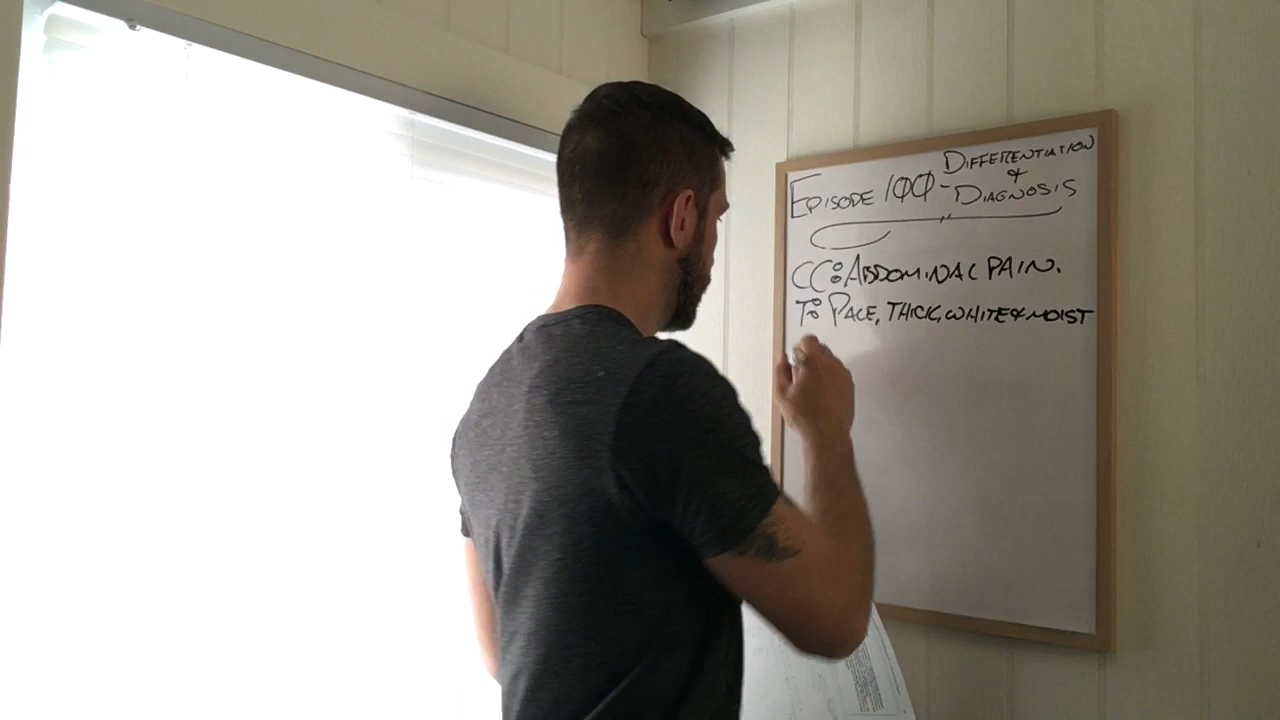 DIFFERENTIATION
&
EPISODE 100 - DIAGNOSIS
CC: ABDOMINAL PAIN.
T: PALE, THICK, WHITE & MOIST